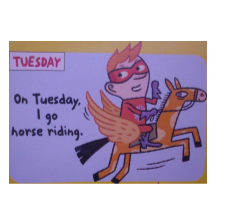 TUESDAY
On Tuesday,
I go
horse riding.